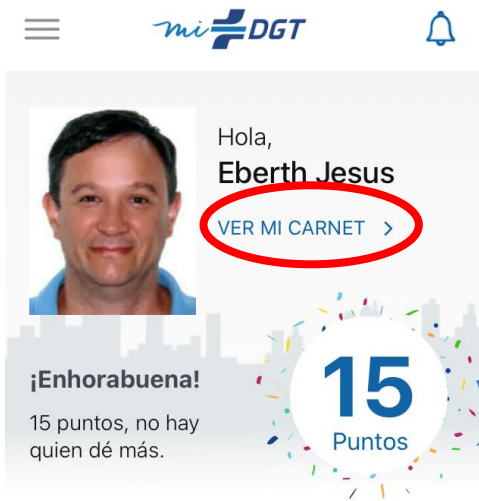 mi DGT
Hola,
Eberth Jesus
VER MI CARNET >
¡Enhorabuena!
15 puntos, no hay
quien dé más.
15
Puntos